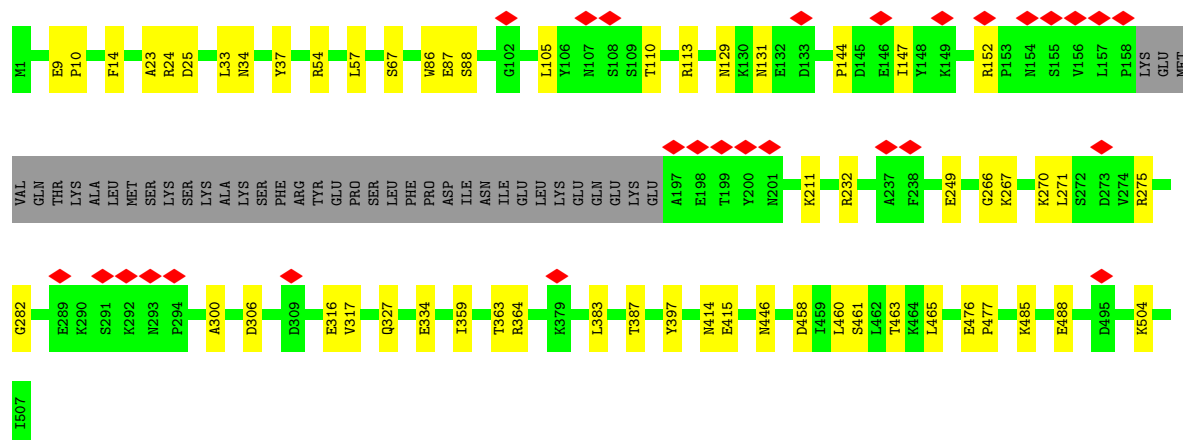 M1 E9 P10 F14 A23 R24 D25 L33 N34 Y37 R54 L57 S67 W86 E87 S88 G102 L105 Y106 N107 S108 S109 T110 R113 N129 K130 N131 E132 D133 P144 D145 E146 I147 Y148 K149 R152 P153 N154 S155 V156 L157 P158 LYS GLU MET
VAL GLN THR LYS ALA LEU MET SER LYS SER LYS ALA LYS SER PHE ARG TYR GLU PRO SER LEU PHE PRO ASP ILE ASN ILE GLU LEU LYS GLU GLN GLU LYS GLU A197 E198 T199 Y200 N201 K211 R232 A237 F238 E249 G266 K267 K270 L271 S272 D273 V274 R275
G282 E289 K290 S291 K292 N293 P294 A300 D306 D309 E316 V317 Q327 E334 I359 T363 R364 K379 L383 T387 Y397 N414 E415 N446 D458 I459 L460 S461 L462 T463 K464 L465 E476 P477 K485 E488 D495 K504
I507